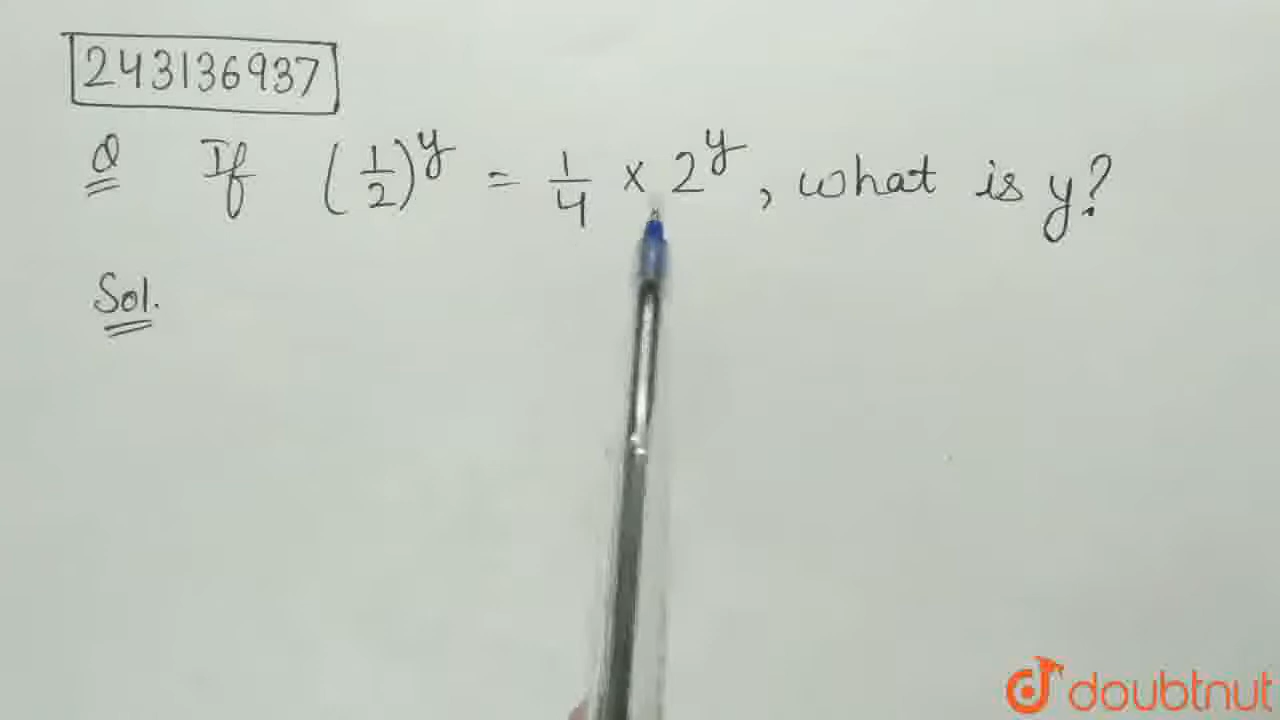 243136937
Q If (1/2)^y = 1/4 × 2^y, what is y?
Sol.
doubtnut